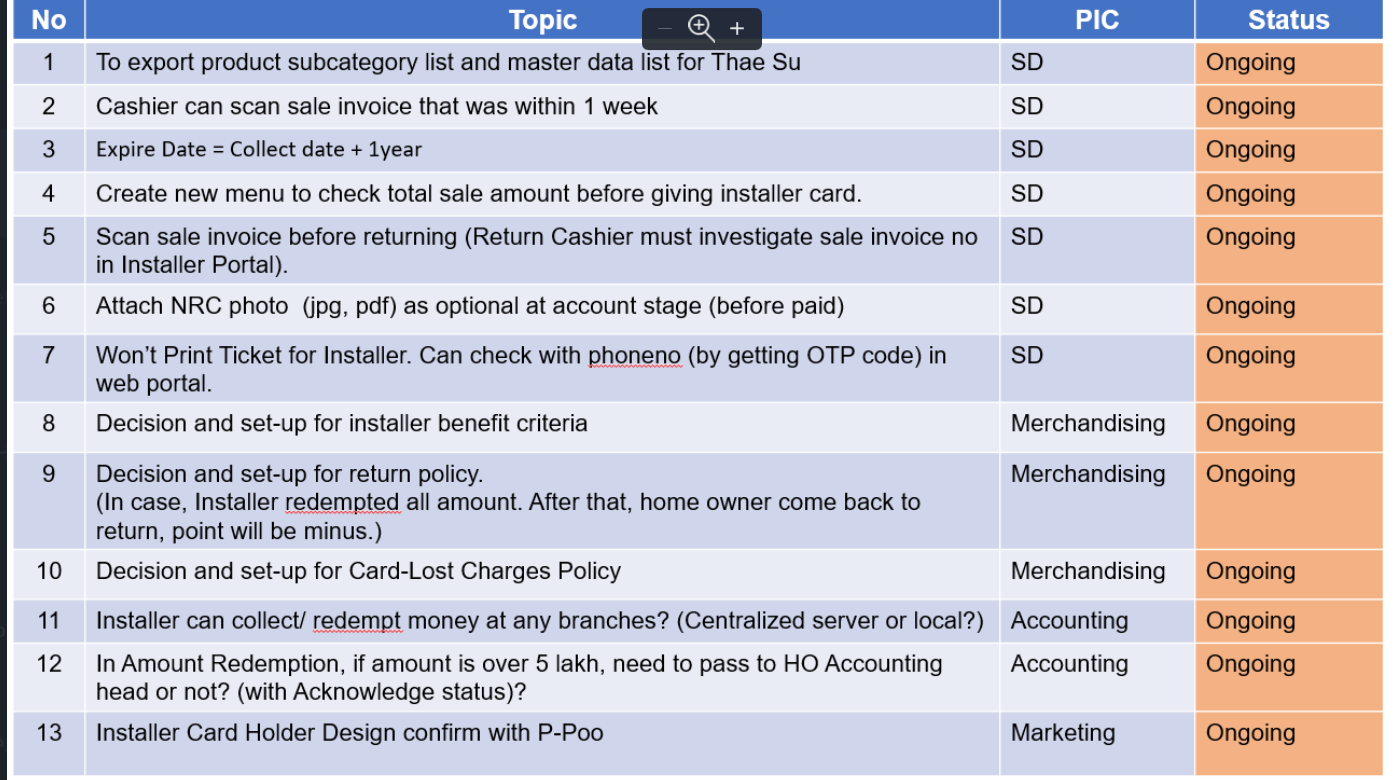 No Topic PIC Status
1 To export product subcategory list and master data list for Thae Su SD Ongoing
2 Cashier can scan sale invoice that was within 1 week SD Ongoing
3 Expire Date = Collect date + 1year SD Ongoing
4 Create new menu to check total sale amount before giving installer card. SD Ongoing
5 Scan sale invoice before returning (Return Cashier must investigate sale invoice no SD Ongoing
in Installer Portal).
6 Attach NRC photo  (jpg, pdf) as optional at account stage (before paid) SD Ongoing
7 Won’t Print Ticket for Installer. Can check with phoneno (by getting OTP code) in SD Ongoing
web portal.
8 Decision and set-up for installer benefit criteria Merchandising Ongoing
9 Decision and set-up for return policy. Merchandising Ongoing
(In case, Installer redempted all amount. After that, home owner come back to
return, point will be minus.)
10 Decision and set-up for Card-Lost Charges Policy Merchandising Ongoing
11 Installer can collect/ redempt money at any branches? (Centralized server or local?) Accounting Ongoing
12 In Amount Redemption, if amount is over 5 lakh, need to pass to HO Accounting Accounting Ongoing
head or not? (with Acknowledge status)?
13 Installer Card Holder Design confirm with P-Poo Marketing Ongoing